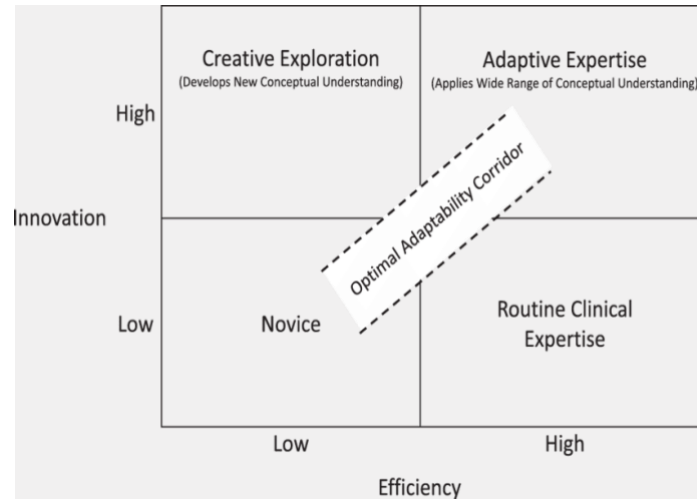 Creative Exploration
(Develops New Conceptual Understanding)
Adaptive Expertise
(Applies Wide Range of Conceptual Understanding)
High
Optimal Adaptability Corridor
Innovation
Low
Novice
Routine Clinical
Expertise
Low
High
Efficiency